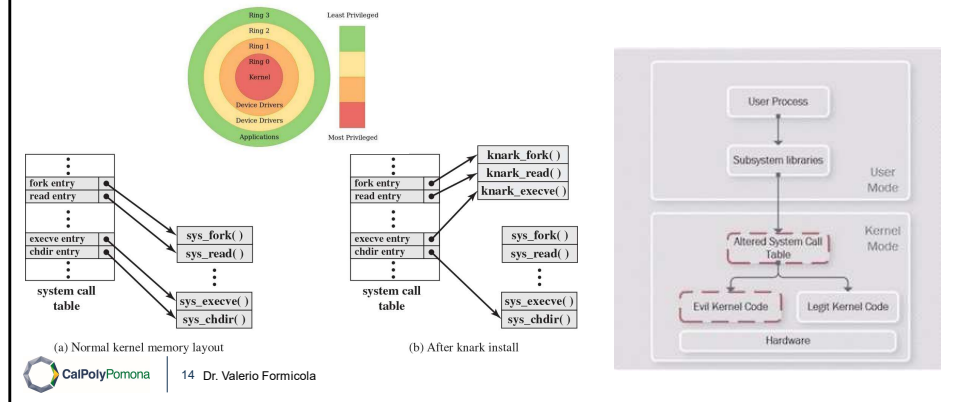 Ring 3
Ring 2
Ring 1
Ring 0
Kernel
Device Drivers
Device Drivers
Applications
Least Privileged
Most Privileged
fork entry
read entry
execve entry
chdir entry
system call
table
sys_fork( )
sys_read( )
sys_execve( )
sys_chdir( )
(a) Normal kernel memory layout
fork entry
read entry
execve entry
chdir entry
system call
table
knark_fork( )
knark_read( )
knark_execve( )
sys_fork( )
sys_read( )
sys_execve( )
sys_chdir( )
(b) After knark install
User Process
Subsystem libraries
User
Mode
Kernel
Mode
Altered System Call
Table
Evil Kernel Code
Legit Kernel Code
Hardware
CalPolyPomona
14 Dr. Valerio Formicola